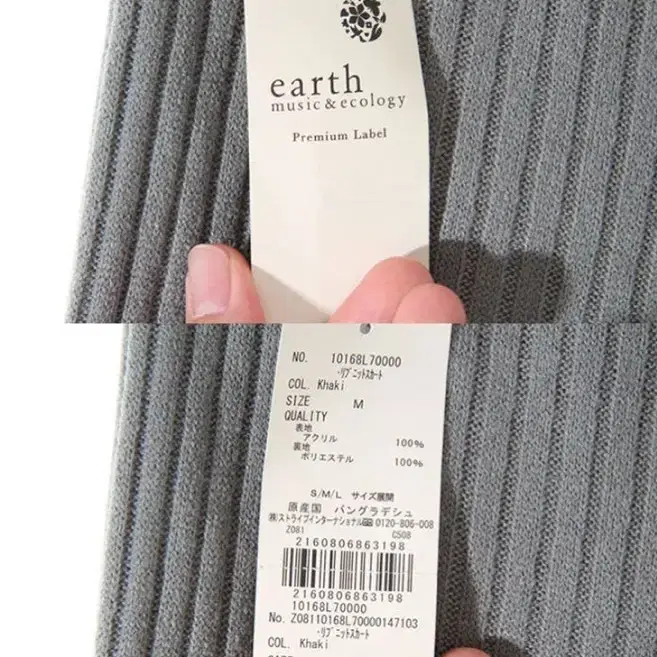 earth
music & ecology
Premium Label
NO. 10168L70000
・リブニットスカート
COL. Khaki
SIZE M
QUALITY
表地
アクリル 100%
裏地
ポリエステル 100%
S/M/L サイズ展開
原産国 バングラデシュ
㈱ストライプインターナショナル 0120-806-008
Z081 C508
2160806863198
2160806863198
10168L70000
No. Z08110168L70000147103
・リブニットスカート
COL. Khaki